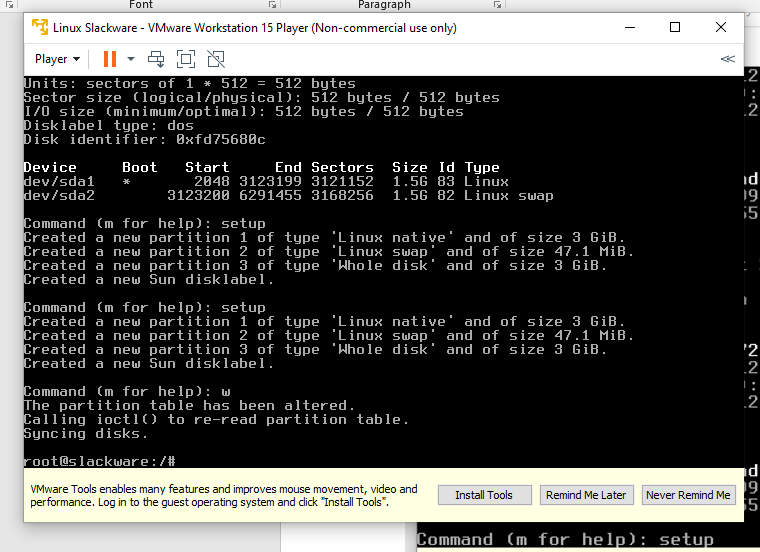 Font
Paragraph
Linux Slackware - VMware Workstation 15 Player (Non-commercial use only)
Player
Units: sectors of 1 * 512 = 512 bytes
Sector size (logical/physical): 512 bytes / 512 bytes
I/O size (minimum/optimal): 512 bytes / 512 bytes
Disklabel type: dos
Disk identifier: 0xfd75680c
Device Boot Start End Sectors Size Id Type
dev/sda1 * 2048 3123199 3121152 1.5G 83 Linux
dev/sda2 3123200 6291455 3168256 1.5G 82 Linux swap
Command (m for help): setup
Created a new partition 1 of type 'Linux native' and of size 3 GiB.
Created a new partition 2 of type 'Linux swap' and of size 47.1 MiB.
Created a new partition 3 of type 'Whole disk' and of size 3 GiB.
Created a new Sun disklabel.
Command (m for help): setup
Created a new partition 1 of type 'Linux native' and of size 3 GiB.
Created a new partition 2 of type 'Linux swap' and of size 47.1 MiB.
Created a new partition 3 of type 'Whole disk' and of size 3 GiB.
Created a new Sun disklabel.
Command (m for help): w
The partition table has been altered.
Calling ioctl() to re-read partition table.
Syncing disks.
root@slackware:/#
VMware Tools enables many features and improves mouse movement, video and
performance. Log in to the guest operating system and click "Install Tools".
Install Tools
Remind Me Later
Never Remind Me
Command (m for help): setup